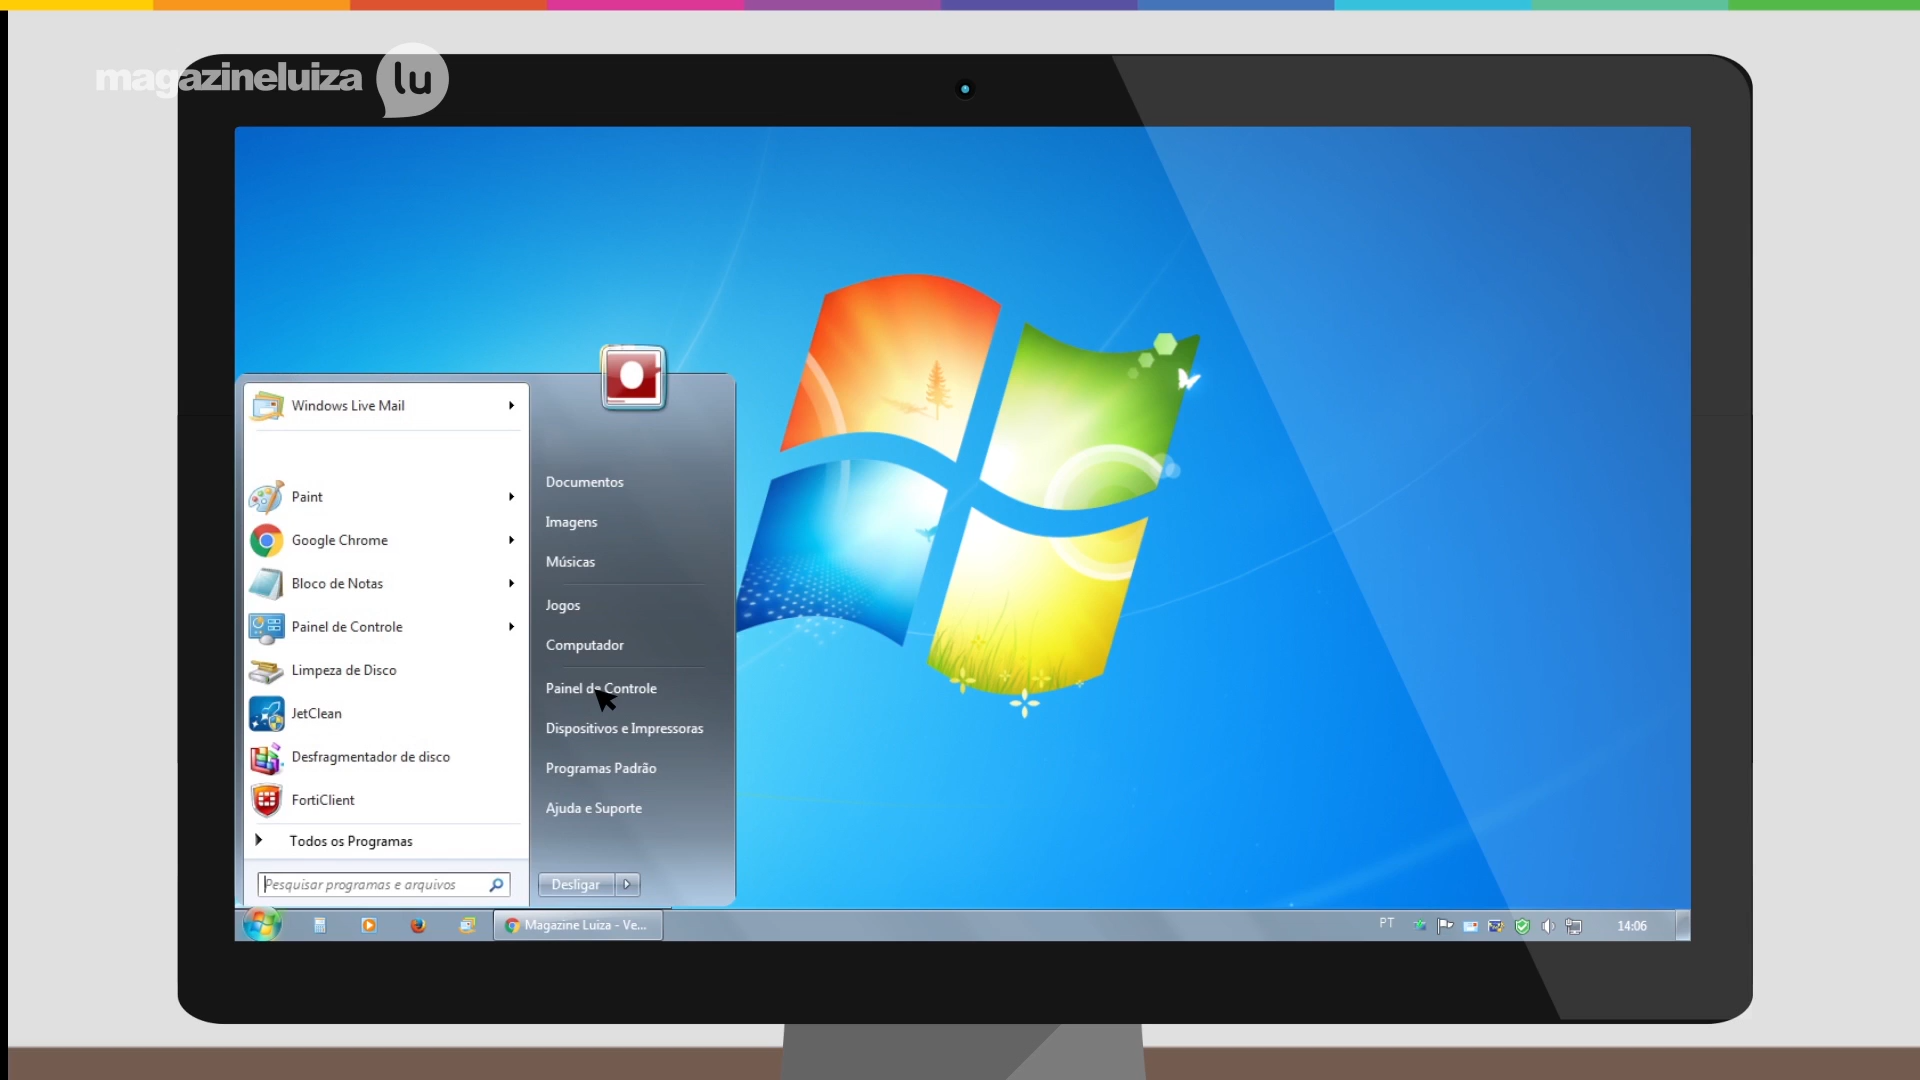 magazineluiza lu
Windows Live Mail
Paint
Google Chrome
Bloco de Notas
Painel de Controle
Limpeza de Disco
JetClean
Desfragmentador de disco
FortiClient
Todos os Programas
Pesquisar programas e arquivos
Documentos
Imagens
Músicas
Jogos
Computador
Painel de Controle
Dispositivos e Impressoras
Programas Padrão
Ajuda e Suporte
Desligar
Magazine Luiza - Ve...
PT
14:06